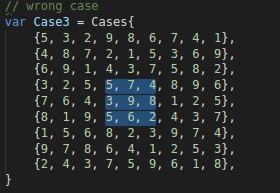 // wrong case
var Case3 = Cases{
{5, 3, 2, 9, 8, 6, 7, 4, 1},
{4, 8, 7, 2, 1, 5, 3, 6, 9},
{6, 9, 1, 4, 3, 7, 5, 8, 2},
{3, 2, 5, 5, 7, 4, 8, 9, 6},
{7, 6, 4, 3, 9, 8, 1, 2, 5},
{8, 1, 9, 5, 6, 2, 4, 3, 7},
{1, 5, 6, 8, 2, 3, 9, 7, 4},
{9, 7, 8, 6, 4, 1, 2, 5, 3},
{2, 4, 3, 7, 5, 9, 6, 1, 8},
}